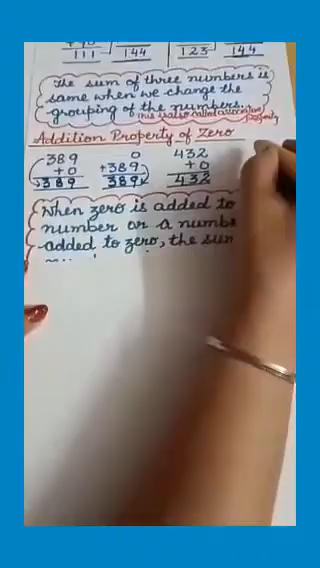 111 144 123 144
The sum of three numbers is
same when we change the
grouping of the numbers.
this is also called associative
property
Addition Property of Zero
389 0 432
+0 +389 +0
389 389 432
When zero is added to
number or a numb
added to zero, the sum